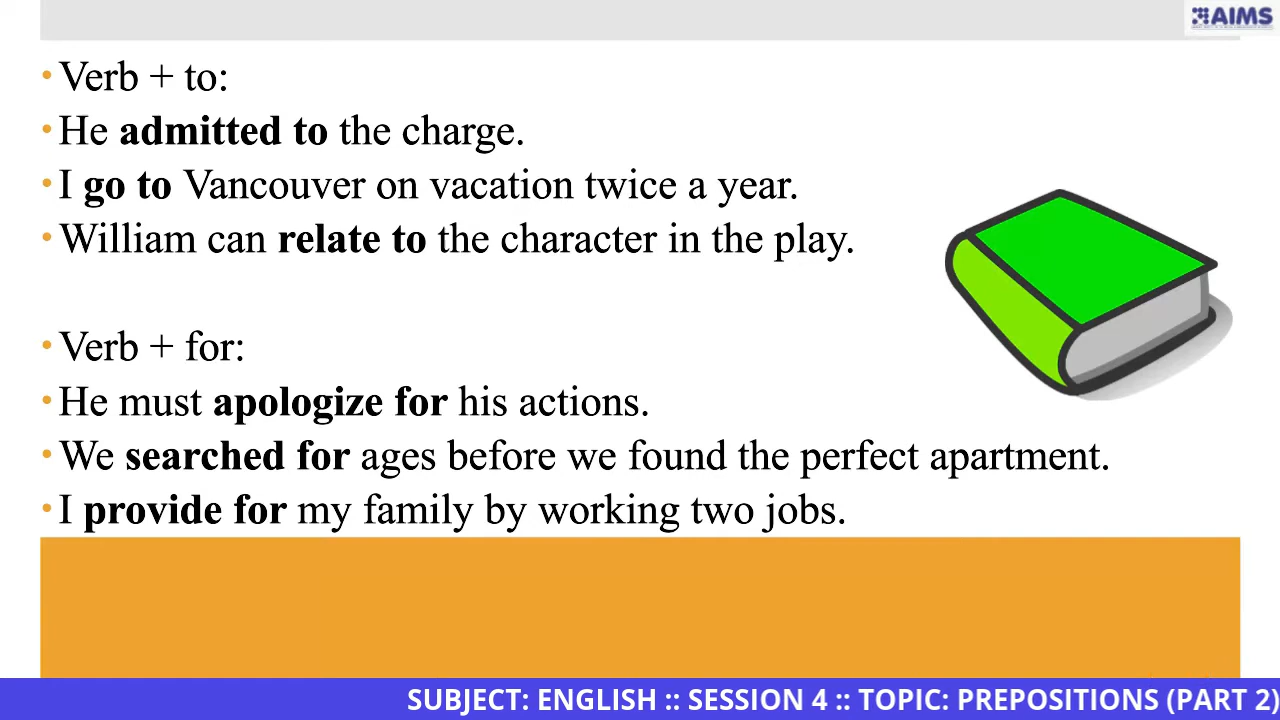 AIMS
• Verb + to:
• He admitted to the charge.
• I go to Vancouver on vacation twice a year.
• William can relate to the character in the play.
• Verb + for:
• He must apologize for his actions.
• We searched for ages before we found the perfect apartment.
• I provide for my family by working two jobs.
SUBJECT: ENGLISH :: SESSION 4 :: TOPIC: PREPOSITIONS (PART 2)